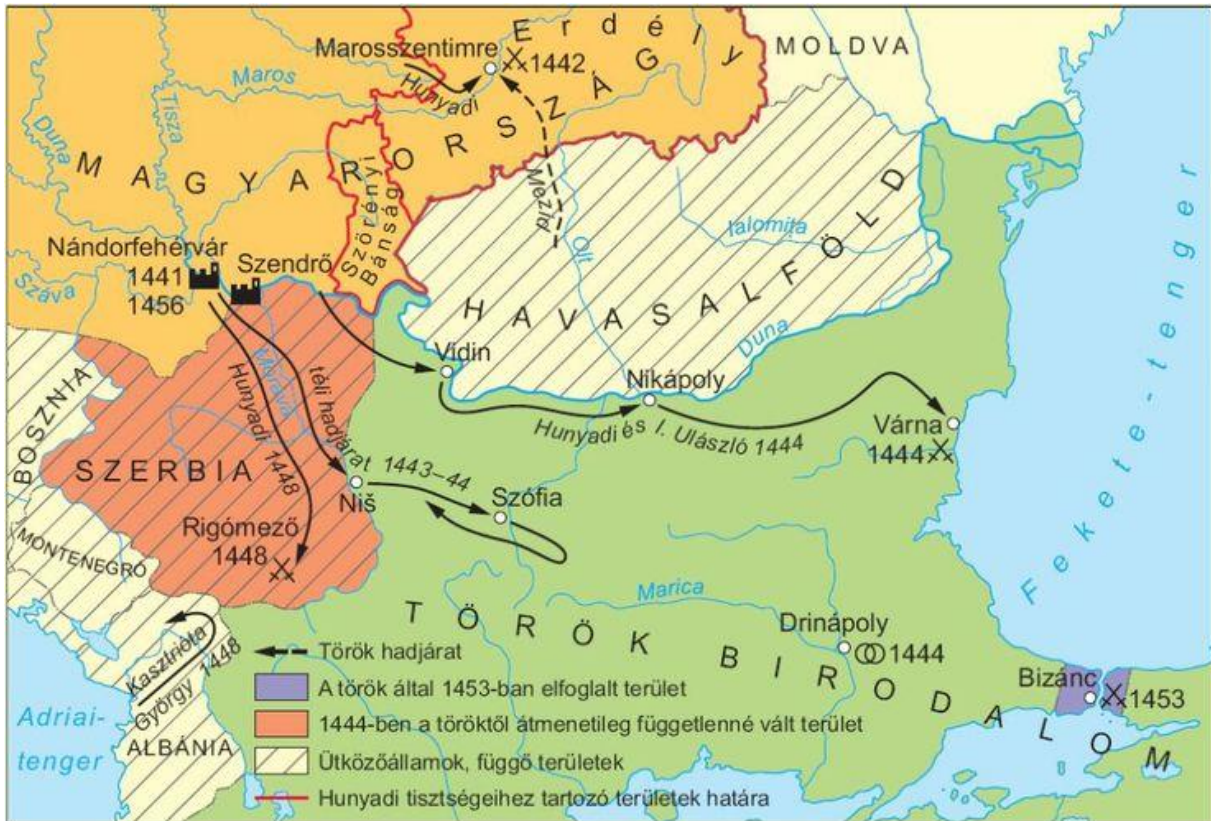 Erdély
MOLDVA
Marosszentimre
1442
Hunyadi
Maros
Tisza
Duna
MAGYARORSZÁG
Szörényi
Bánság
Mezid
Olt
Ialomita
HAVASALFÖLD
Duna
Nándorfehérvár
1441
1456
Szendrő
Száva
Vidin
Nikápoly
Hunyadi és I. Ulászló 1444
Várna
1444
Fekete-tenger
BOSZNIA
Morava
Hunyadi 1448
téli hadjárat 1443–44
SZERBIA
Niš
Szófia
Rigómező
1448
MONTENEGRÓ
Marica
TÖRÖK BIRODALOM
Drinápoly
1444
Bizánc
1453
Kasztrióta
György 1448
ALBÁNIA
Adriai-
tenger
Török hadjárat
A török által 1453-ban elfoglalt terület
1444-ben a töröktől átmenetileg függetlenné vált terület
Ütközőállamok, függő területek
Hunyadi tisztségeihez tartozó területek határa